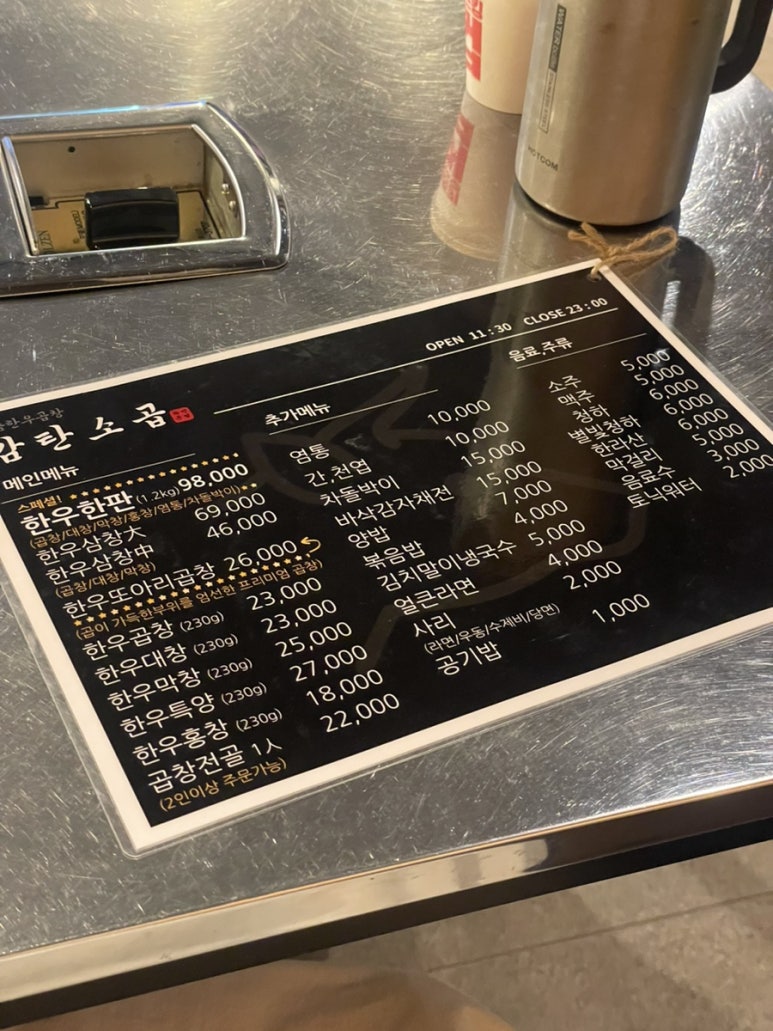 OPEN 11:30 CLOSE 23:00
한우곱창
감탄소곱
메인메뉴
스페셜!
한우한판 (1.2kg) 98,000
(곱창/대창/막창/홍창/염통/차돌박이)
한우삼창大 69,000
한우삼창中 46,000
(곱창/대창/막창)
한우또아리곱창 26,000
(곱이 가득한부위를 엄선한 프리미엄 곱창)
한우곱창 (230g) 23,000
한우대창 (230g) 23,000
한우막창 (230g) 25,000
한우특양 (230g) 27,000
한우홍창 (230g) 18,000
곱창전골 1人 22,000
(2인이상 주문가능)
추가메뉴
염통 10,000
간,천엽 10,000
차돌박이 15,000
바삭감자채전 15,000
양밥 7,000
볶음밥 4,000
김치말이냉국수 5,000
얼큰라면 4,000
사리 2,000
(라면/우동/수제비/당면)
공기밥 1,000
음료,주류
소주 5,000
맥주 5,000
청하 6,000
별빛청하 6,000
한라산 6,000
막걸리 5,000
음료수 3,000
토닉워터 2,000
HOTCOM